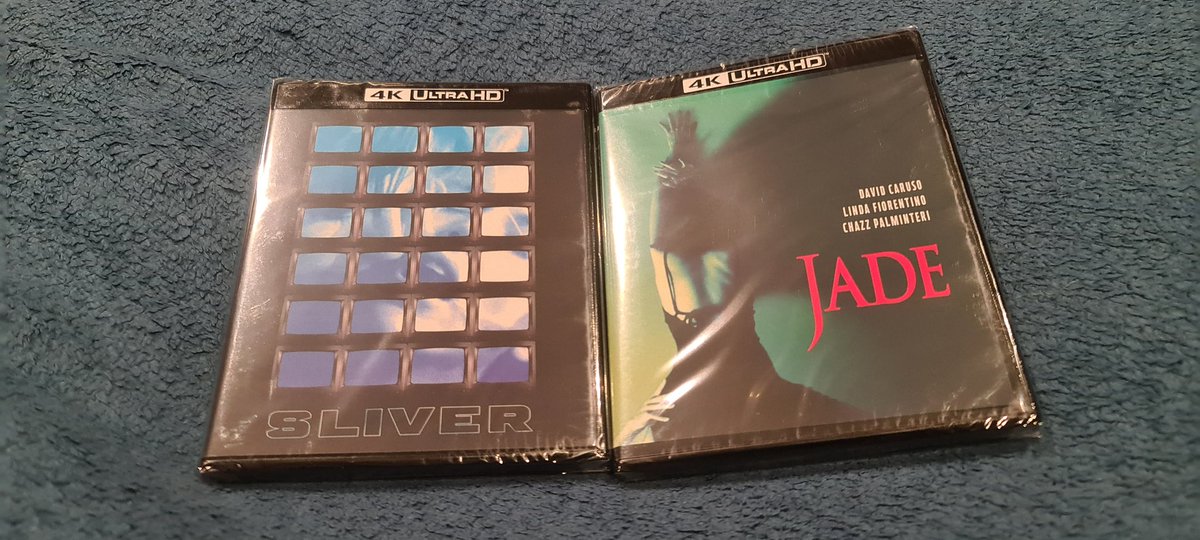 4K ULTRA HD
SLIVER
4K ULTRA HD
DAVID CARUSO
LINDA FIORENTINO
CHAZZ PALMINTERI
JADE